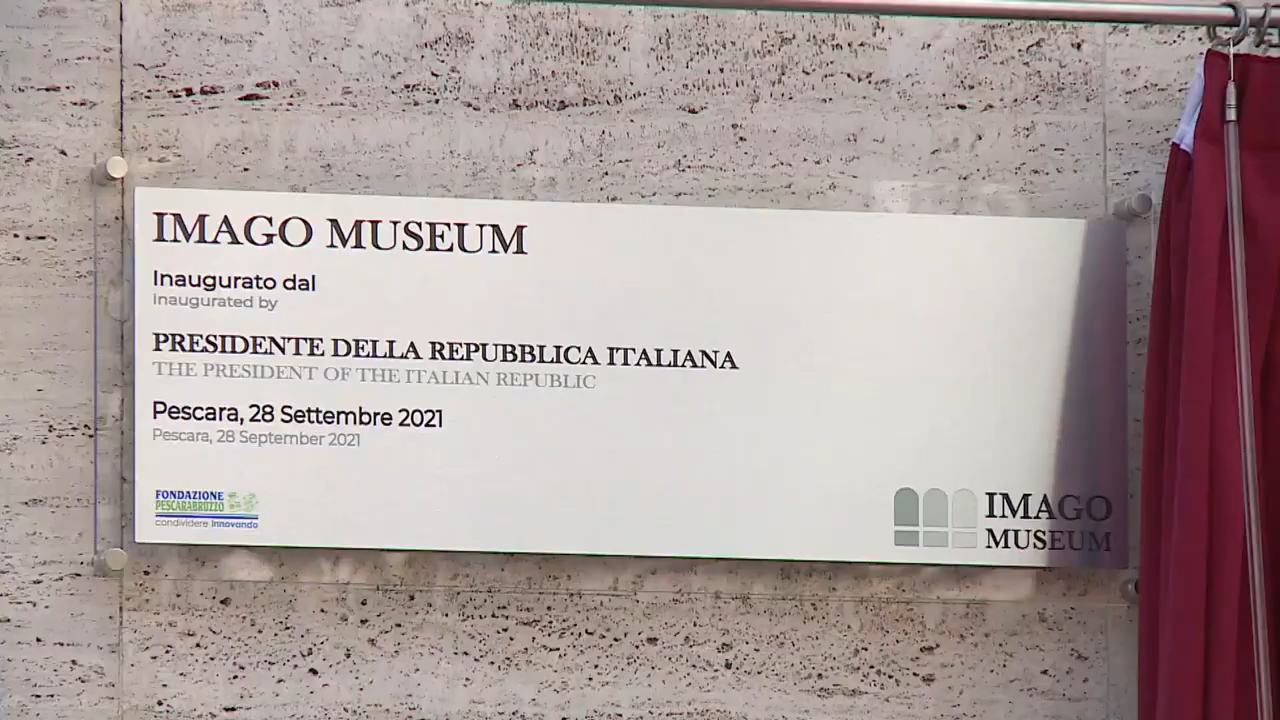 IMAGO MUSEUM
Inaugurato dal
Inaugurated by
PRESIDENTE DELLA REPUBBLICA ITALIANA
THE PRESIDENT OF THE ITALIAN REPUBLIC
Pescara, 28 Settembre 2021
Pescara, 28 September 2021
FONDAZIONE
PESCARABRUZZO
condividere Innovando
IMAGO
MUSEUM